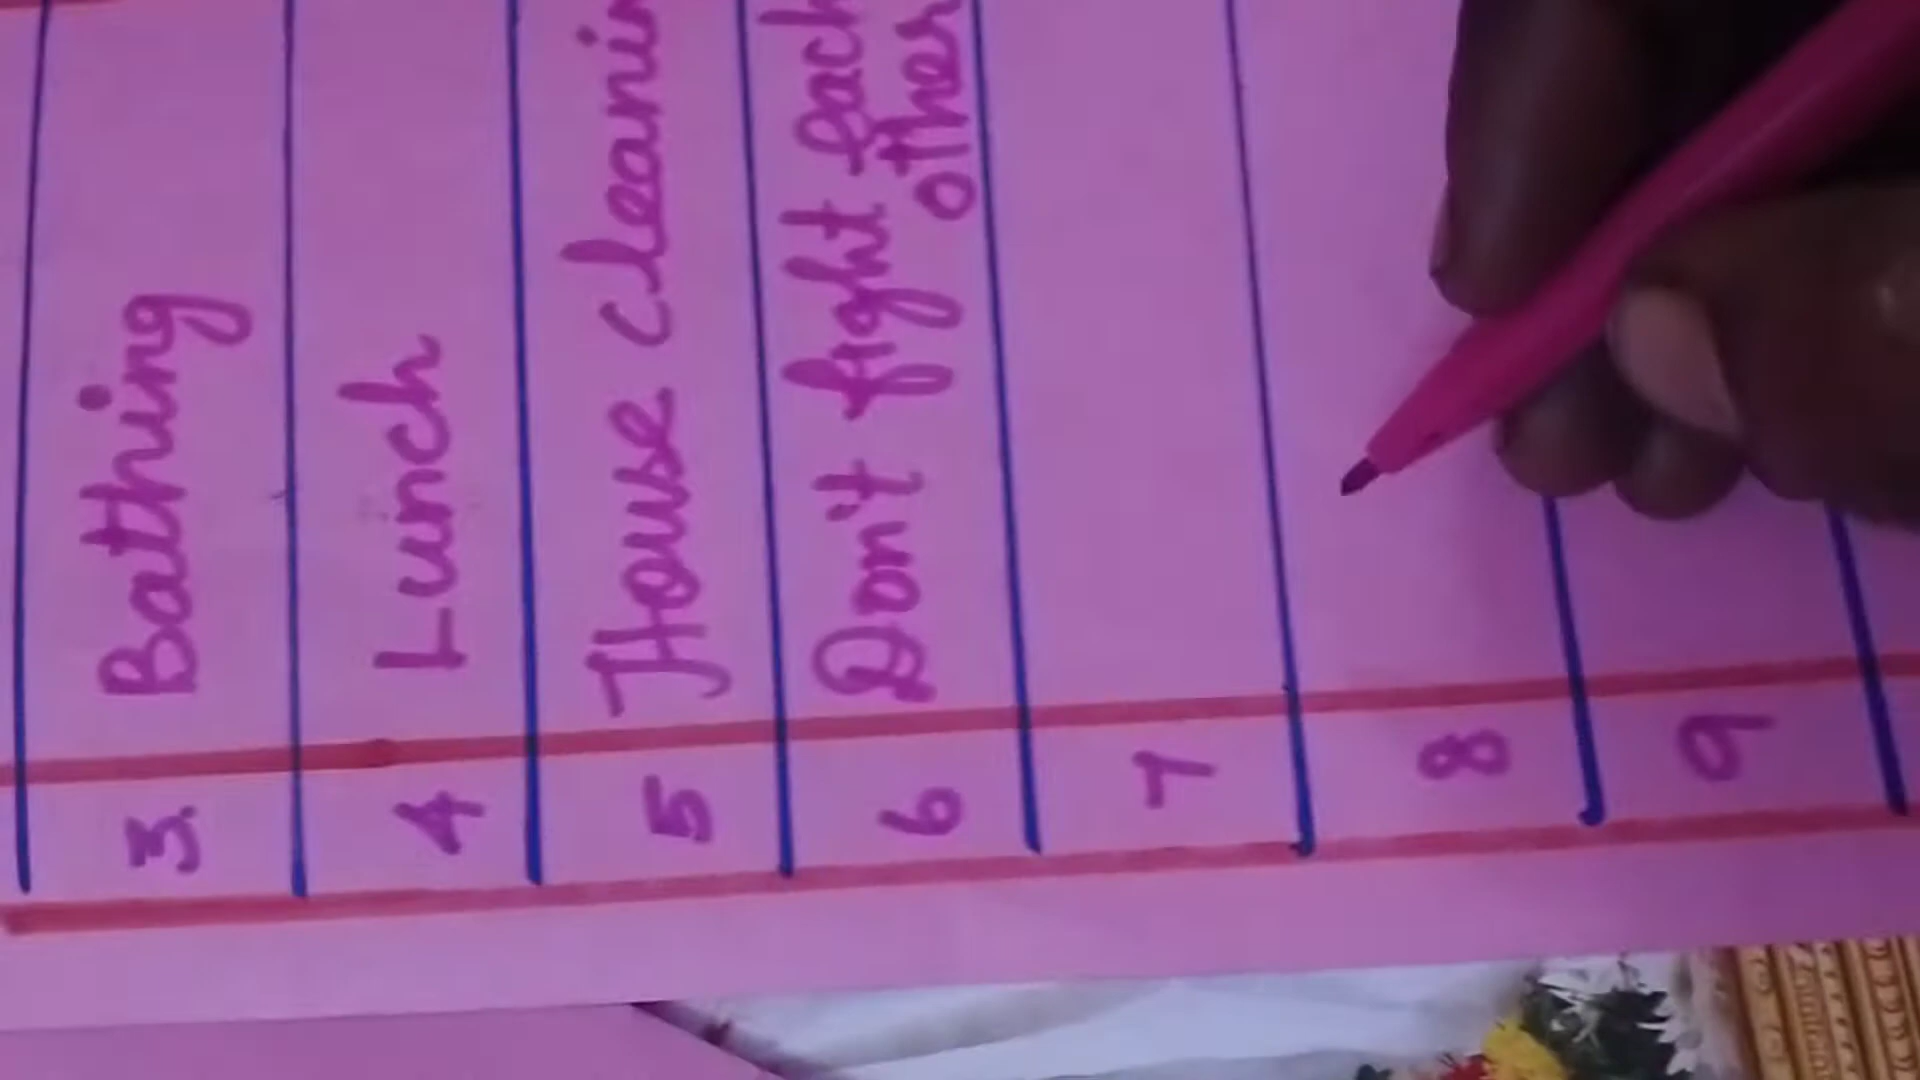 3. Bathing
4 Lunch
5 House cleanin
6 Don't fight each
other
7
8
9